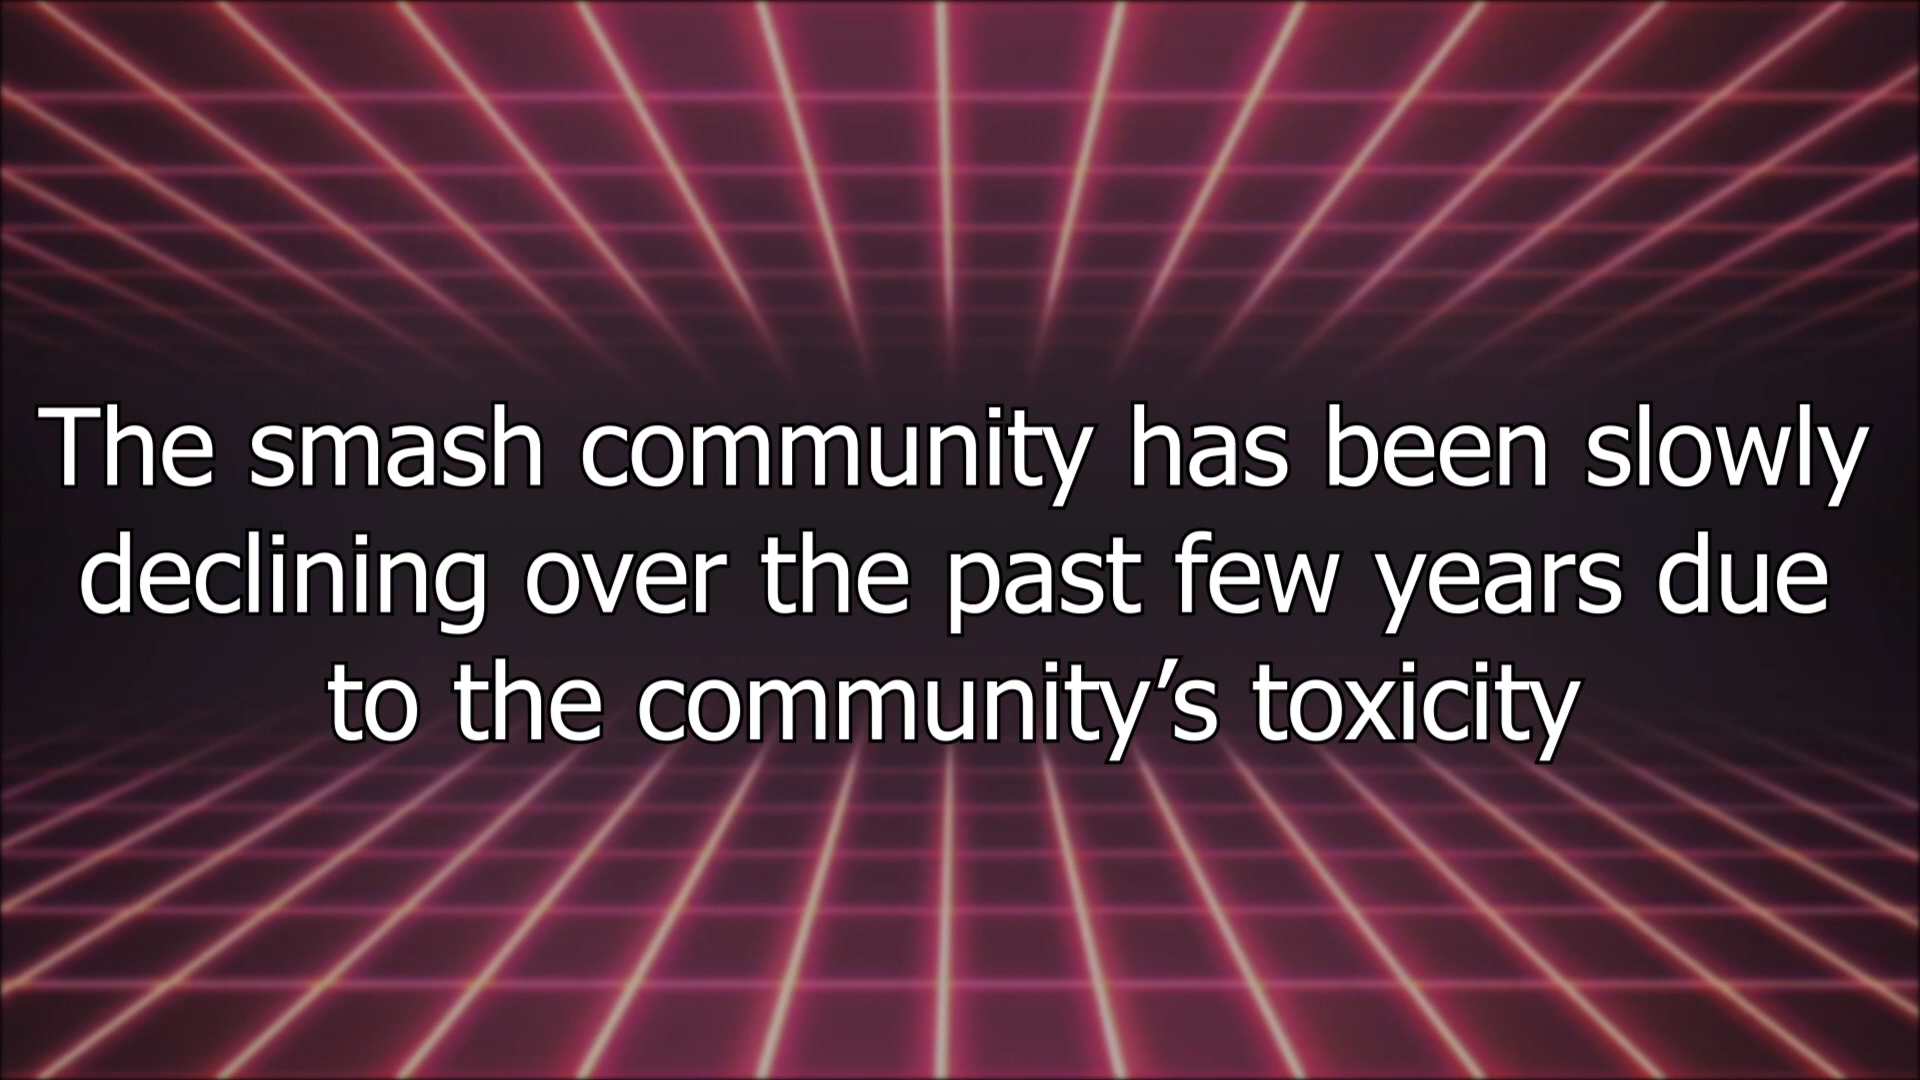 The smash community has been slowly
declining over the past few years due
to the community’s toxicity